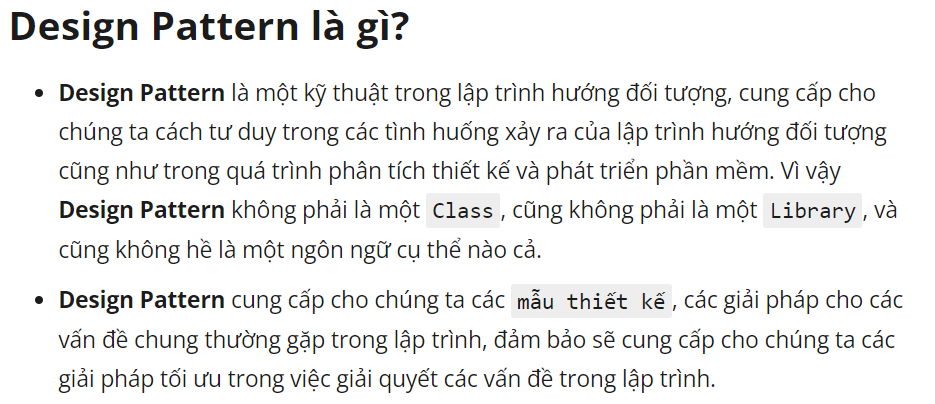 Design Pattern là gì?
Design Pattern là một kỹ thuật trong lập trình hướng đối tượng, cung cấp cho
chúng ta cách tư duy trong các tình huống xảy ra của lập trình hướng đối tượng
cũng như trong quá trình phân tích thiết kế và phát triển phần mềm. Vì vậy
Design Pattern không phải là một Class, cũng không phải là một Library, và
cũng không hề là một ngôn ngữ cụ thể nào cả.
Design Pattern cung cấp cho chúng ta các mẫu thiết kế, các giải pháp cho các
vấn đề chung thường gặp trong lập trình, đảm bảo sẽ cung cấp cho chúng ta các
giải pháp tối ưu trong việc giải quyết các vấn đề trong lập trình.